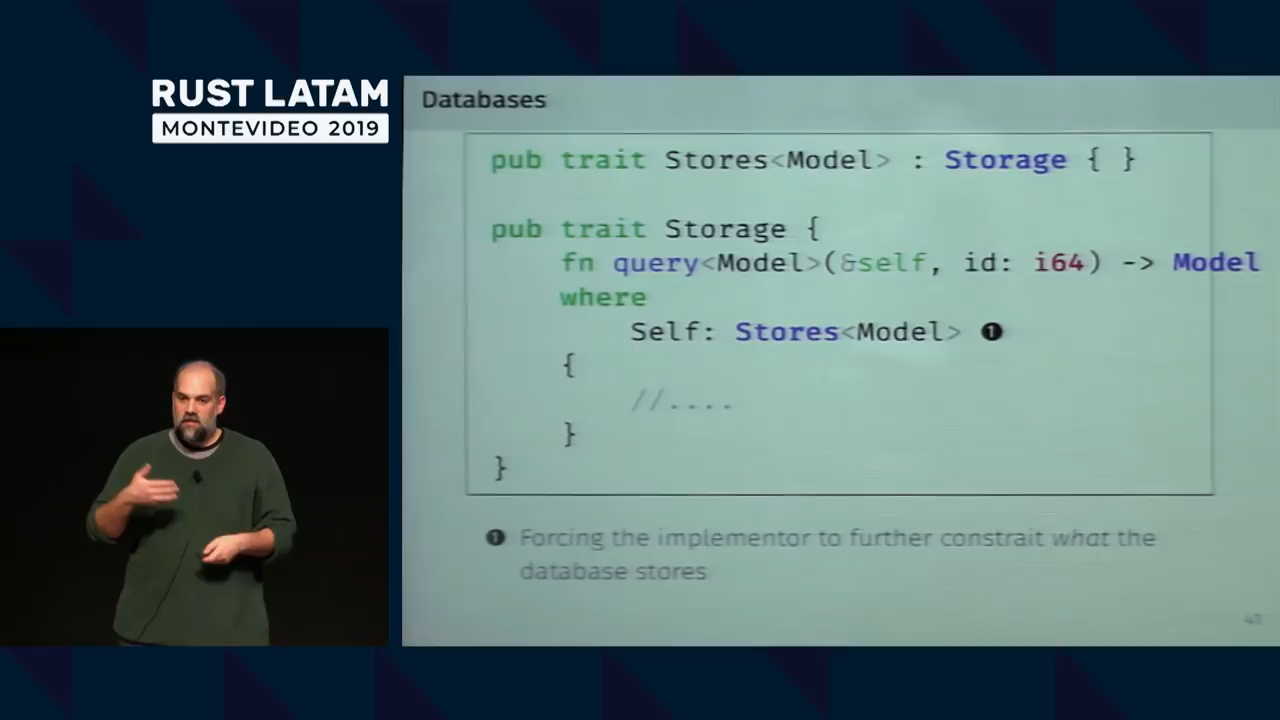 RUST LATAM
MONTEVIDEO 2019
Databases
pub trait Stores<Model> : Storage { }
pub trait Storage {
fn query<Model>(&self, id: i64) -> Model
where
Self: Stores<Model> ❶
{
//....
}
}
❶ Forcing the implementor to further constrait what the
database stores